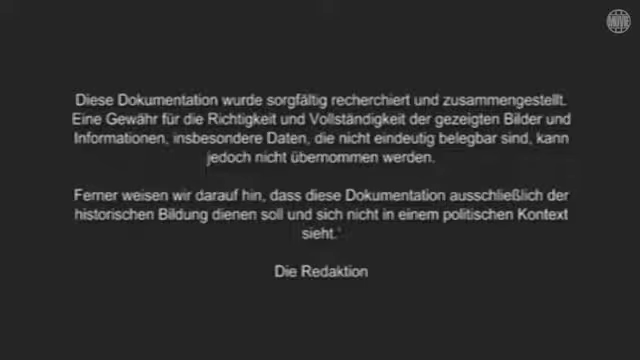 MOVIE
Diese Dokumentation wurde sorgfältig recherchiert und zusammengestellt.
Eine Gewähr für die Richtigkeit und Vollständigkeit der gezeigten Bilder und
Informationen, insbesondere Daten, die nicht eindeutig belegbar sind, kann
jedoch nicht übernommen werden.
Ferner weisen wir darauf hin, dass diese Dokumentation ausschließlich der
historischen Bildung dienen soll und sich nicht in einem politischen Kontext
sieht.
Die Redaktion